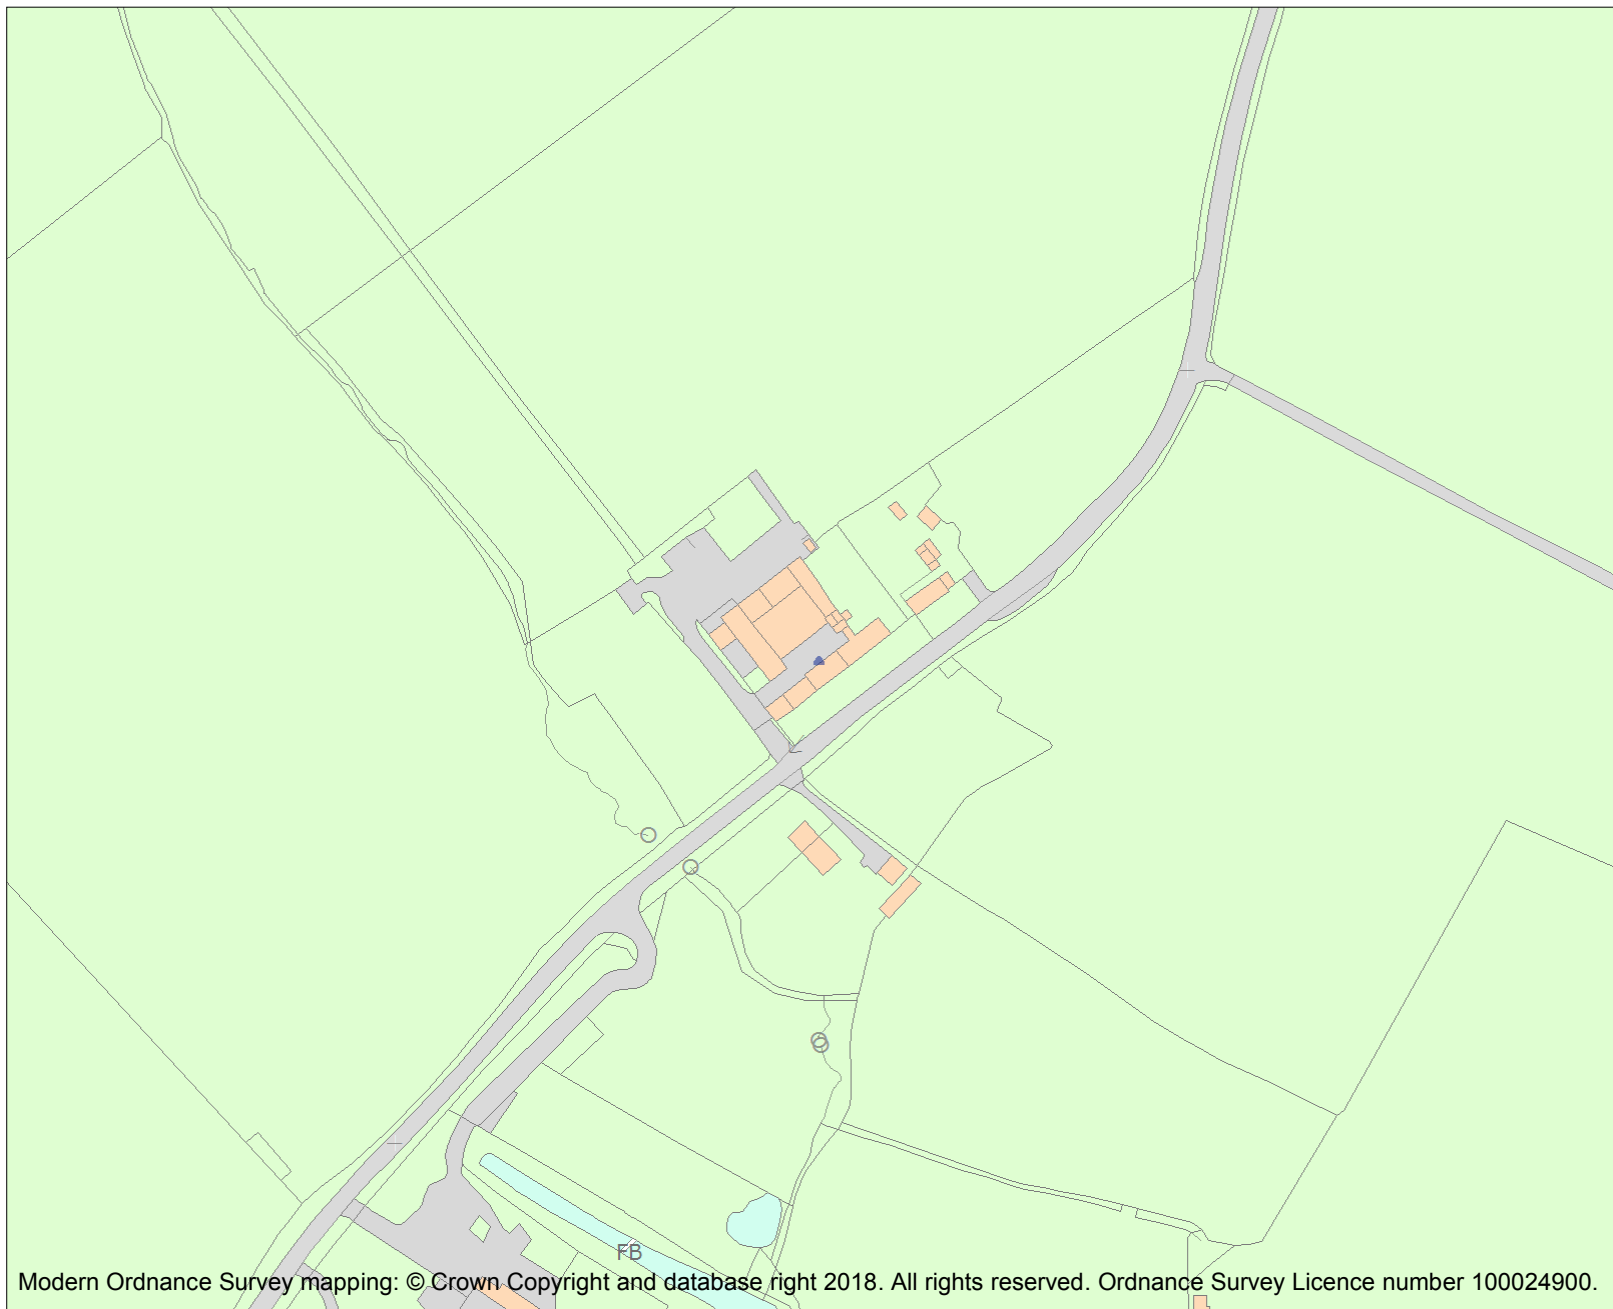 FB
Modern Ordnance Survey mapping: © Crown Copyright and database right 2018. All rights reserved. Ordnance Survey Licence number 100024900.